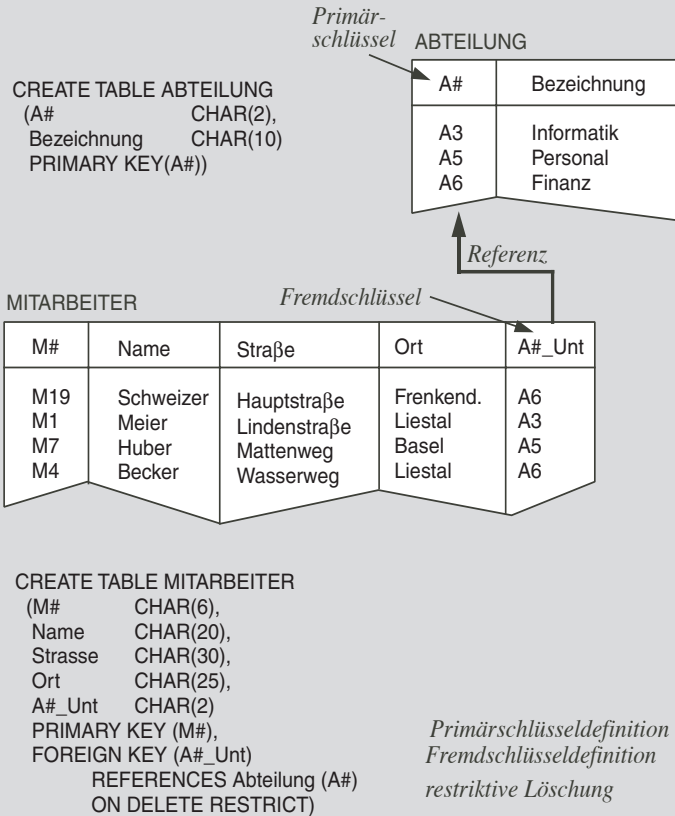 Primär-
schlüssel
ABTEILUNG
CREATE TABLE ABTEILUNG
(A# CHAR(2),
Bezeichnung CHAR(10)
PRIMARY KEY(A#))
A# Bezeichnung
A3 Informatik
A5 Personal
A6 Finanz
Referenz
MITARBEITER
Fremdschlüssel
M# Name Straβe Ort A#_Unt
M19 Schweizer Hauptstraβe Frenkend. A6
M1 Meier Lindenstraβe Liestal A3
M7 Huber Mattenweg Basel A5
M4 Becker Wasserweg Liestal A6
CREATE TABLE MITARBEITER
(M# CHAR(6),
Name CHAR(20),
Strasse CHAR(30),
Ort CHAR(25),
A#_Unt CHAR(2)
PRIMARY KEY (M#), Primärschlüsseldefinition
FOREIGN KEY (A#_Unt) Fremdschlüsseldefinition
REFERENCES Abteilung (A#)
ON DELETE RESTRICT) restriktive Löschung